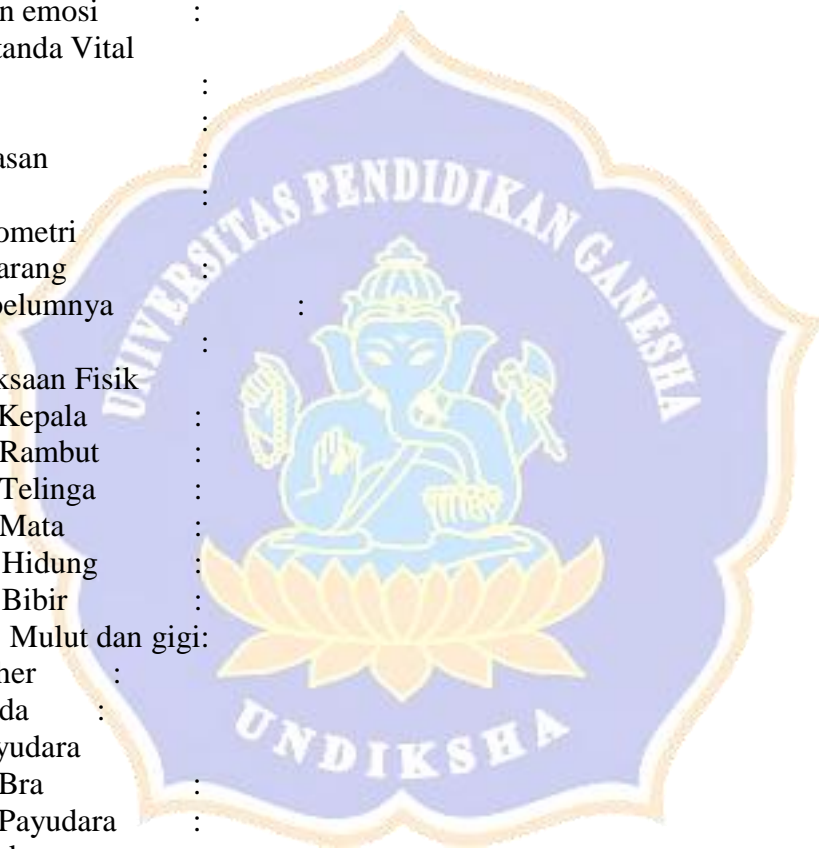 n emosi :
tanda Vital
:
:
asan :
:
ometri
arang :
belumnya :
:
ksaan Fisik
Kepala :
Rambut :
Telinga :
Mata :
Hidung :
Bibir :
Mulut dan gigi:
her :
da :
yudara
Bra :
Payudara :
UNIVERSITAS PENDIDIKAN GANESHA
UNDIKSHA